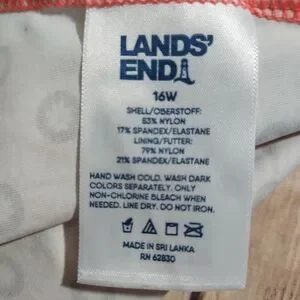 LANDS'
END
16W
SHELL/OBERSTOFF:
83% NYLON
17% SPANDEX/ELASTANE
LINING/FUTTER:
79% NYLON
21% SPANDEX/ELASTANE
HAND WASH COLD. WASH DARK
COLORS SEPARATELY. ONLY
NON-CHLORINE BLEACH WHEN
NEEDED. LINE DRY. DO NOT IRON.
MADE IN SRI LANKA
RN 62830